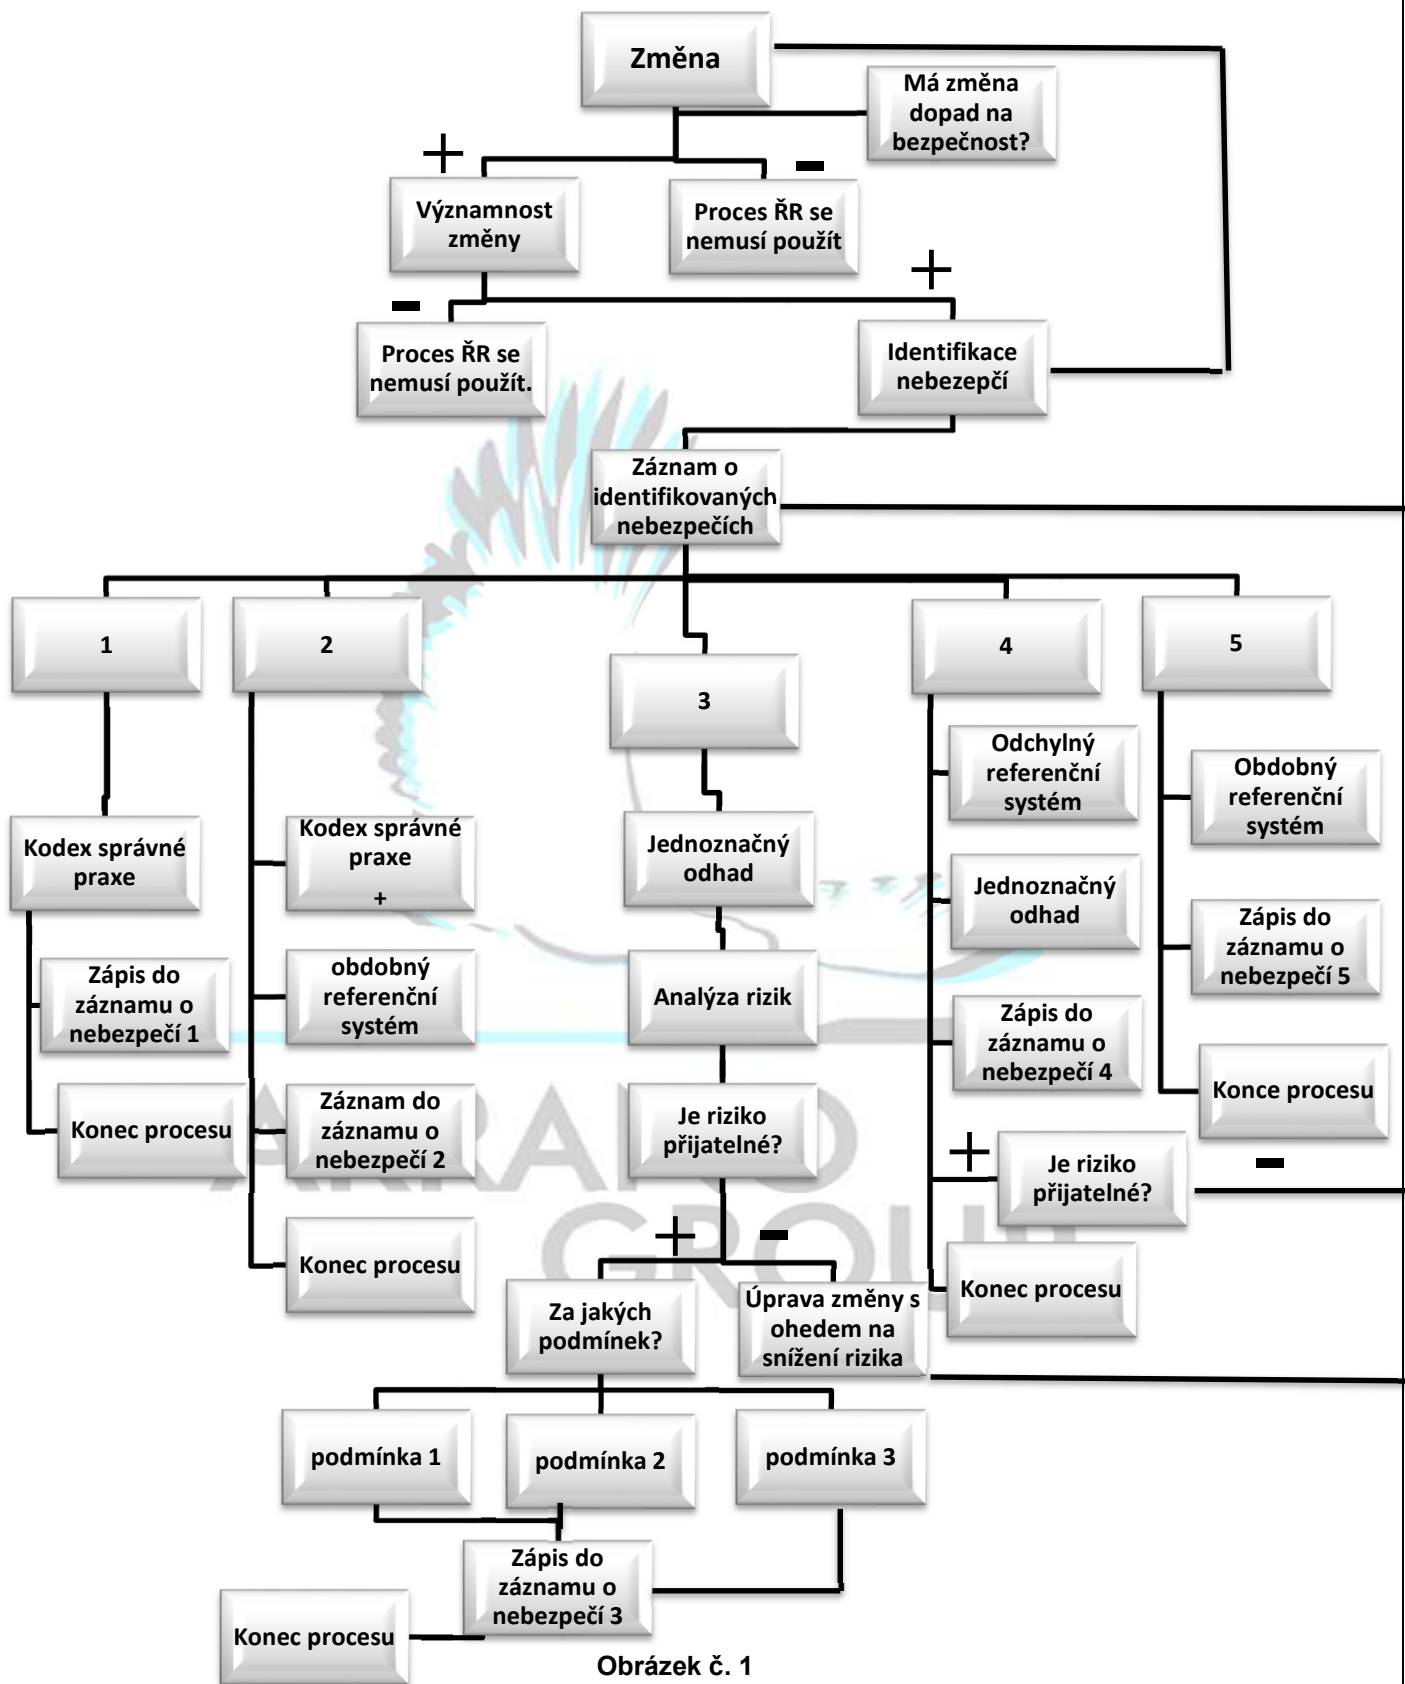 Změna
Má změna
dopad na
bezpečnost?
+
-
Významnost
změny
Proces ŘR se
nemusí použít
+
-
Proces ŘR se
nemusí použít.
Identifikace
nebezepčí
Záznam o
identifikovaných
nebezpečích
1
2
3
4
5
Kodex správné
praxe
Zápis do
záznamu o
nebezpečí 1
Konec procesu
Kodex správné
praxe
+
obdobný
referenční
systém
Záznam do
záznamu o
nebezpečí 2
Konec procesu
Jednoznačný
odhad
Analýza rizik
Je riziko
přijatelné?
+
-
Za jakých
podmínek?
Úprava změny s
ohedem na
snížení rizika
podmínka 1
podmínka 2
podmínka 3
Zápis do
záznamu o
nebezpečí 3
Konec procesu
Odchylný
referenční
systém
Jednoznačný
odhad
Zápis do
záznamu o
nebezpečí 4
+
Je riziko
přijatelné?
-
Konec procesu
Obdobný
referenční
systém
Zápis do
záznamu o
nebezpečí 5
Konce procesu
ARRANO
GROUP
Obrázek č. 1